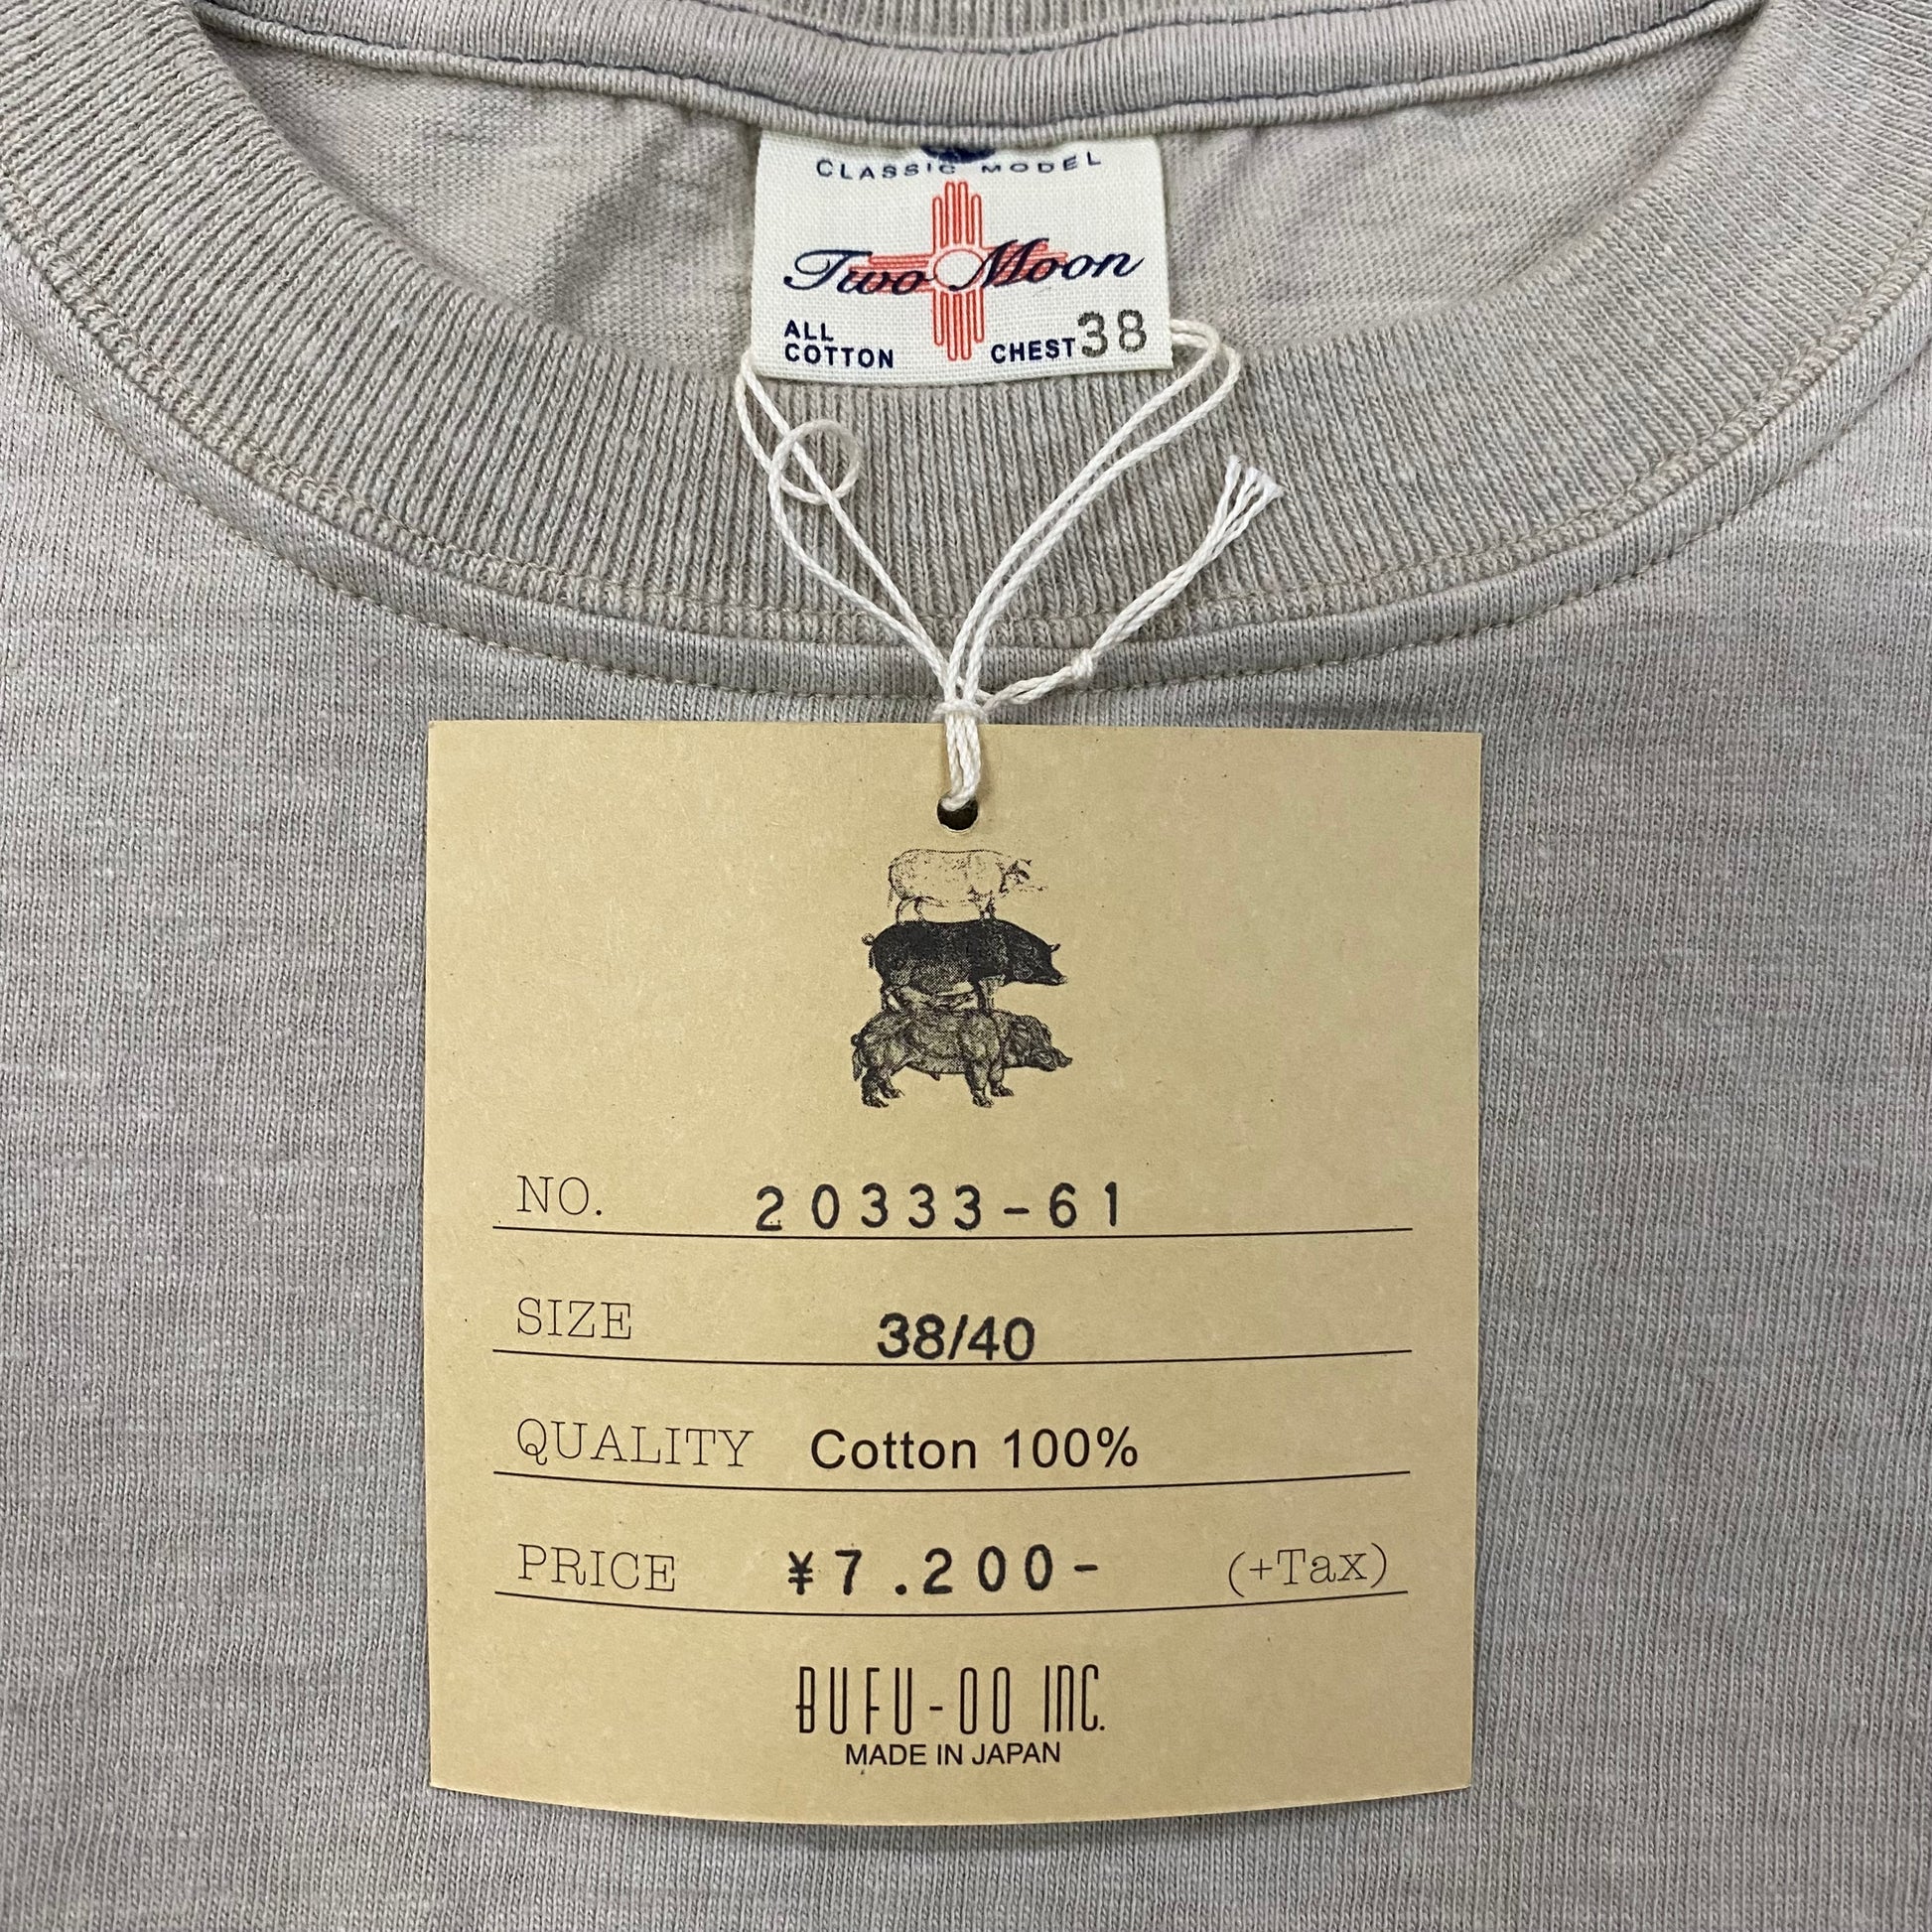 CLASSIC MODEL
Two Moon
ALL
COTTON
CHEST 38
NO. 20333-61
SIZE 38/40
QUALITY Cotton 100%
PRICE ¥7.200- (+Tax)
BUFU-OO INC.
MADE IN JAPAN